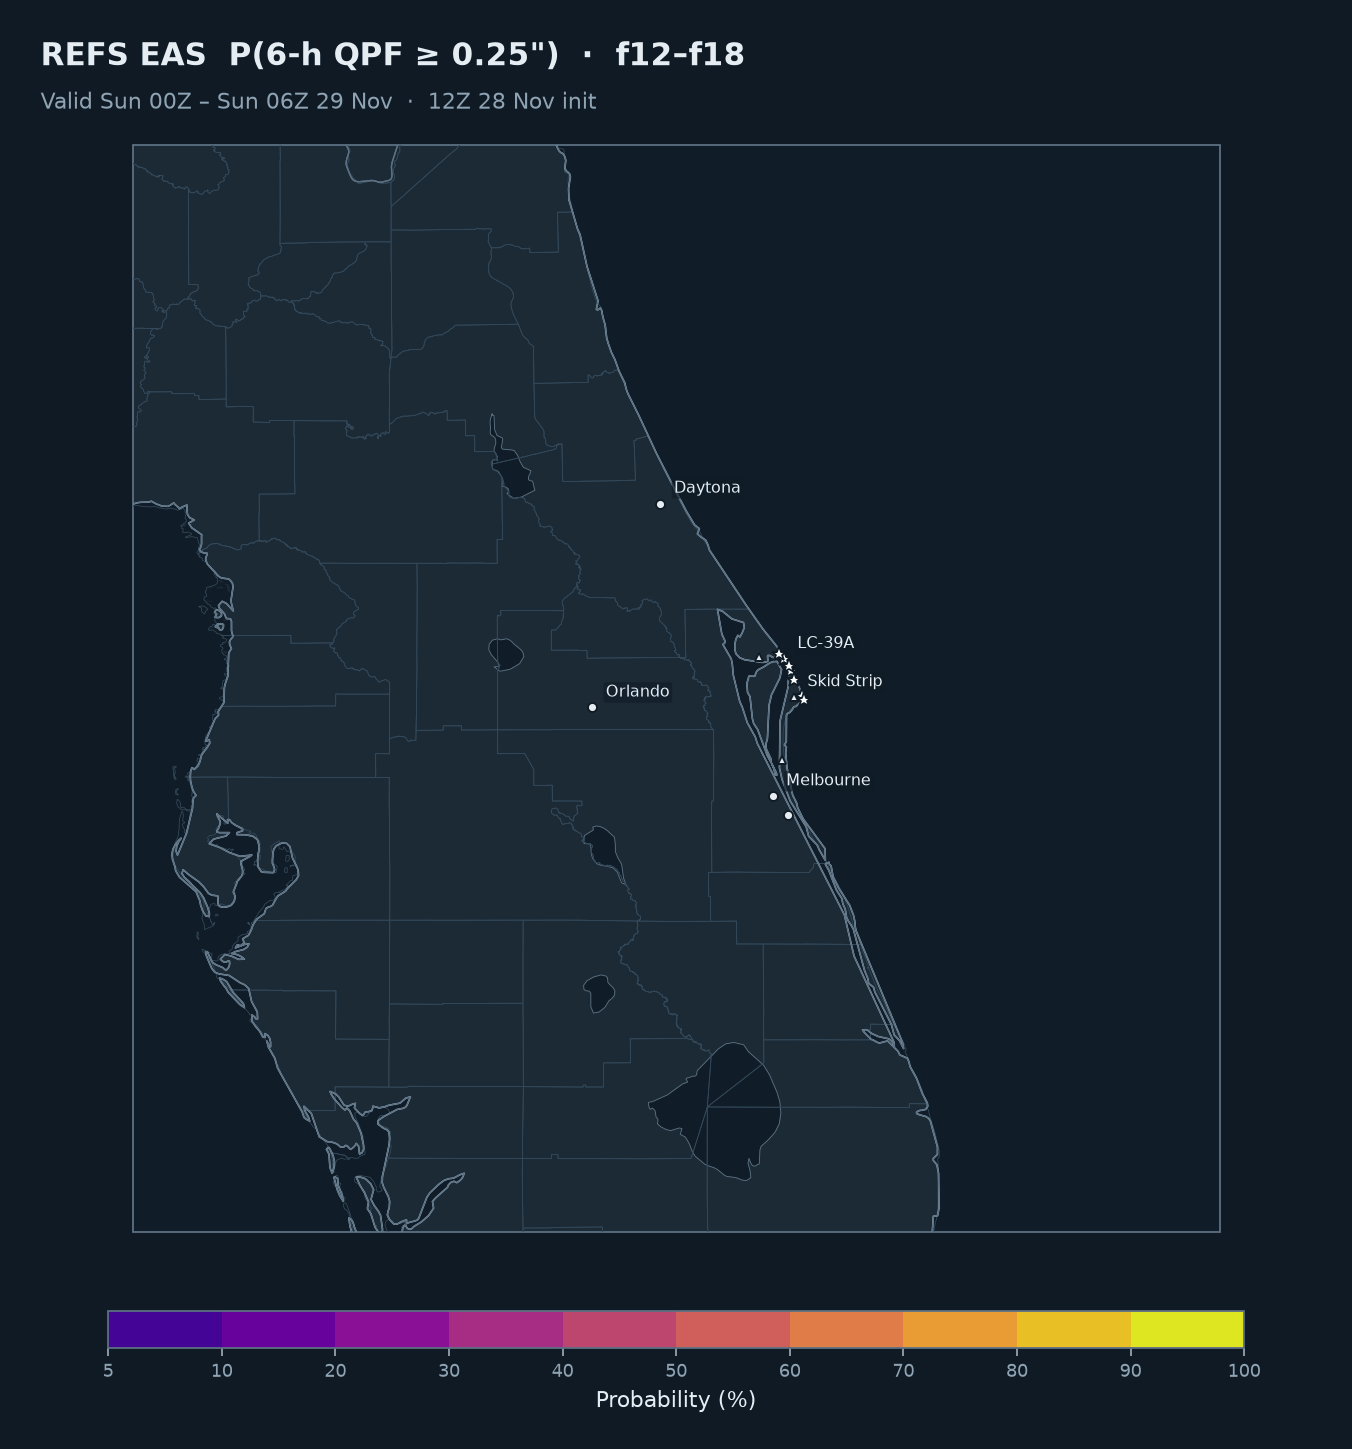 REFS EAS  P(6-h QPF ≥ 0.25")  ·  f12–f18
Valid Sun 00Z – Sun 06Z 29 Nov  ·  12Z 28 Nov init
Daytona
LC-39A
Skid Strip
Orlando
Melbourne
5 10 20 30 40 50 60 70 80 90 100
Probability (%)